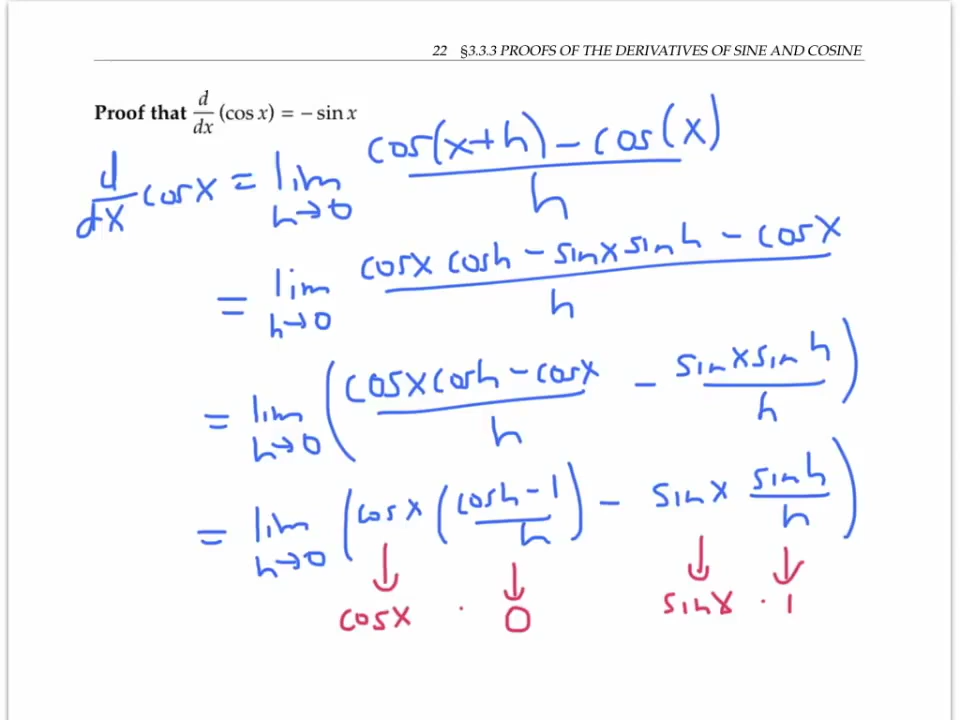 22 §3.3.3 PROOFS OF THE DERIVATIVES OF SINE AND COSINE
Proof that d/dx (cos x) = − sin x
d/dx cos x = lim h→0 (cos(x+h) − cos(x))/h
= lim h→0 (cos x cos h − sin x sin h − cos x)/h
= lim h→0 ((cos x cos h − cos x)/h − (sin x sin h)/h)
= lim h→0 (cos x ((cos h − 1)/h) − sin x (sin h)/h)
↓ ↓ ↓ ↓
cos x · 0 sin x · 1